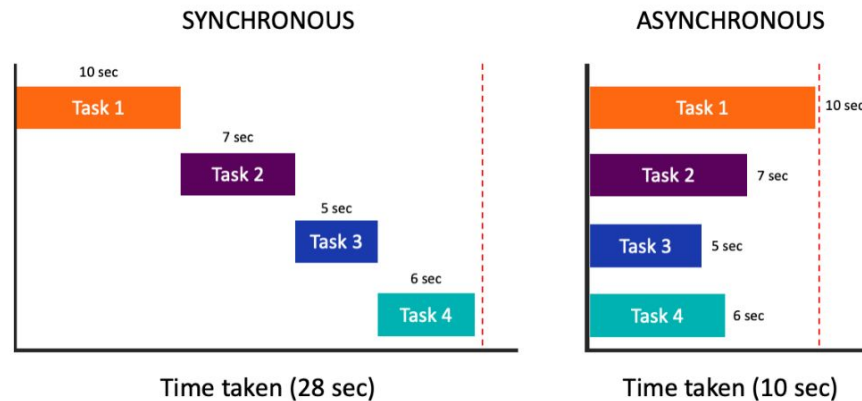 SYNCHRONOUS
10 sec
Task 1
7 sec
Task 2
5 sec
Task 3
6 sec
Task 4
Time taken (28 sec)
ASYNCHRONOUS
Task 1
10 sec
Task 2
7 sec
Task 3
5 sec
Task 4
6 sec
Time taken (10 sec)